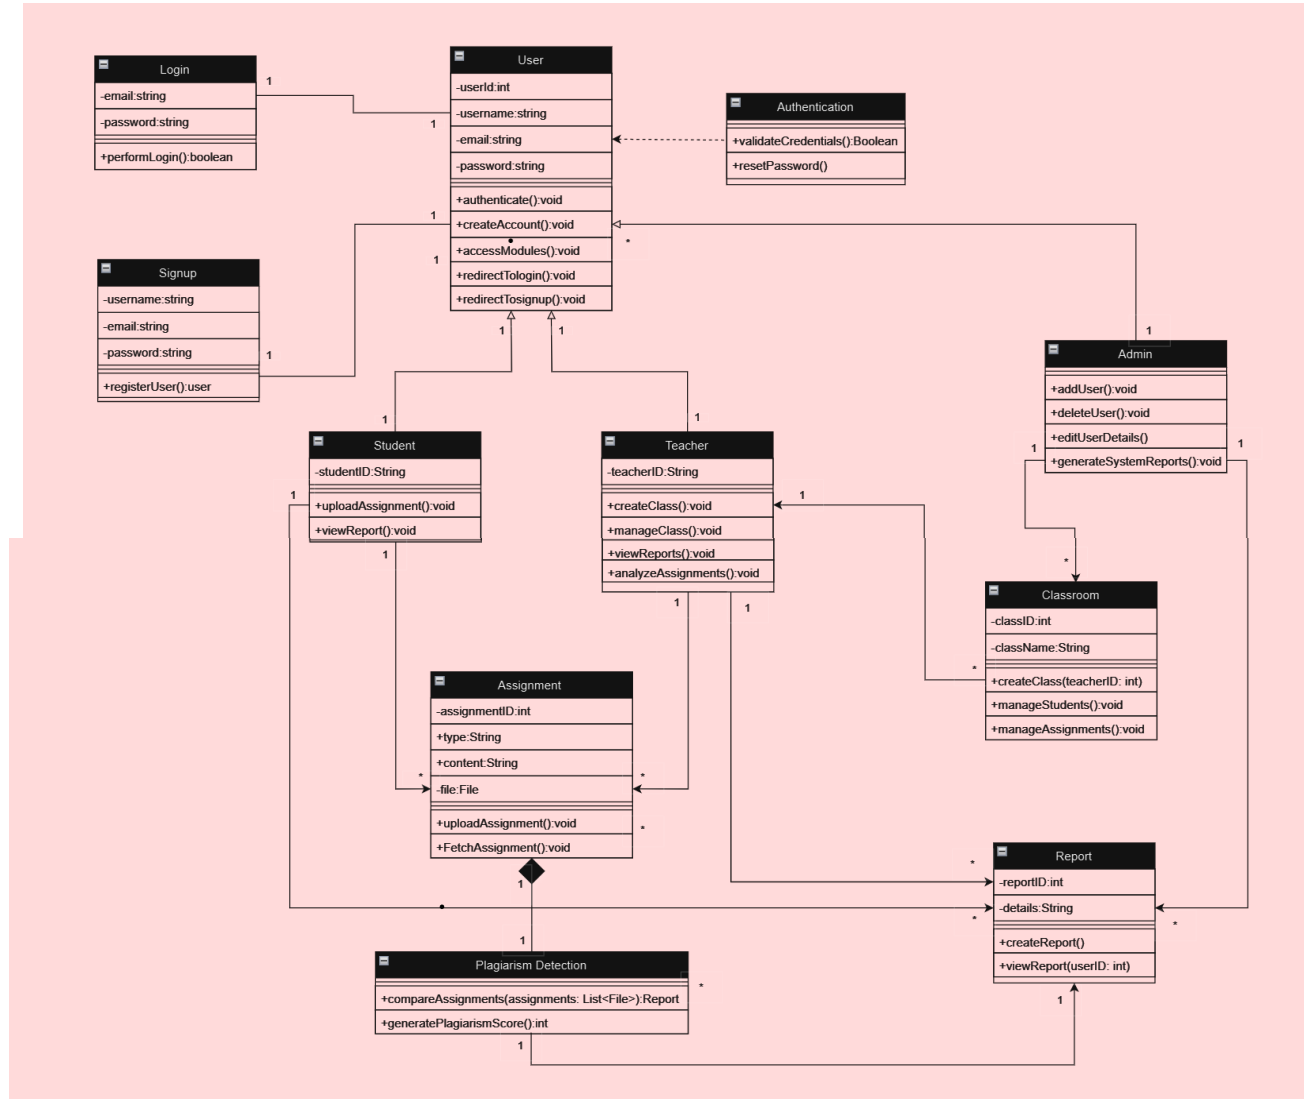 Login
-email:string
-password:string
+performLogin():boolean
1
1
User
-userId:int
-username:string
-email:string
-password:string
+authenticate():void
+createAccount():void
+accessModules():void
+redirectTologin():void
+redirectTosignup():void
Authentication
+validateCredentials():Boolean
+resetPassword()
1
*
1
Signup
-username:string
-email:string
-password:string
+registerUser():user
1
1
1
1
Admin
+addUser():void
+deleteUser():void
+editUserDetails()
+generateSystemReports():void
1
1
1
1
Student
-studentID:String
+uploadAssignment():void
+viewReport():void
1
1
Teacher
-teacherID:String
+createClass():void
+manageClass():void
+viewReports():void
+analyzeAssignments():void
1
1
1
*
Classroom
-classID:int
-className:String
+createClass(teacherID: int)
+manageStudents():void
+manageAssignments():void
*
Assignment
-assignmentID:int
+type:String
+content:String
-file:File
+uploadAssignment():void
+FetchAssignment():void
*
*
*
1
1
Report
-reportID:int
-details:String
+createReport()
+viewReport(userID: int)
*
*
*
1
Plagiarism Detection
+compareAssignments(assignments: List<File>):Report
+generatePlagiarismScore():int
*
1